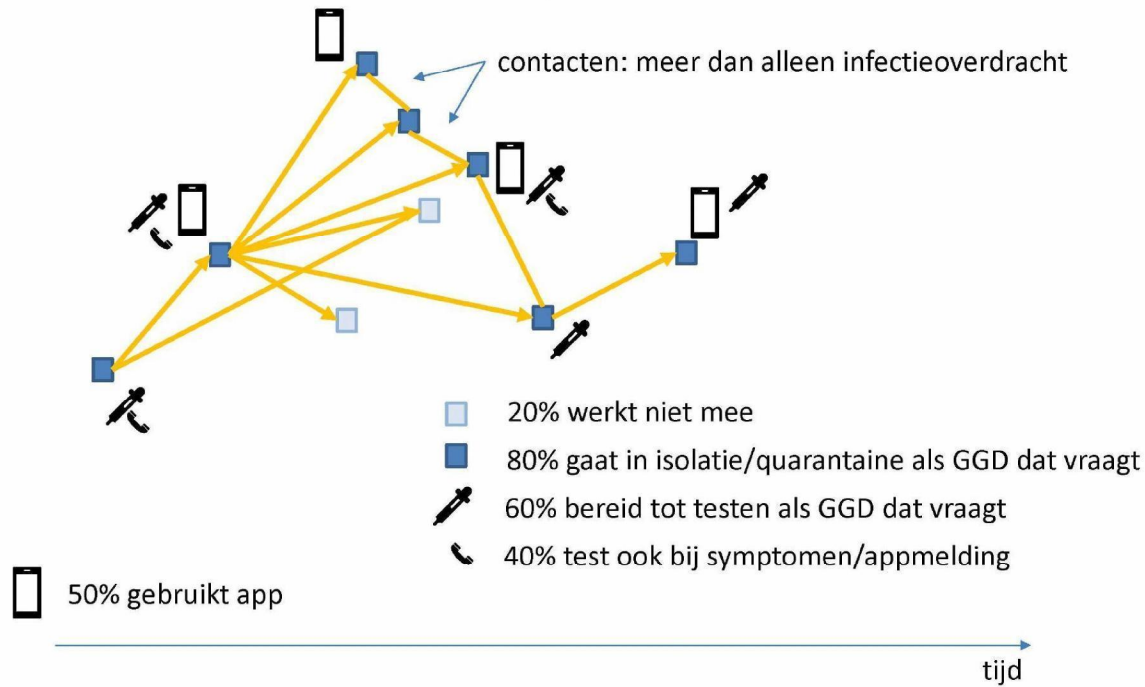 contacten: meer dan alleen infectieoverdracht
20% werkt niet mee
80% gaat in isolatie/quarantaine als GGD dat vraagt
60% bereid tot testen als GGD dat vraagt
40% test ook bij symptomen/appmelding
50% gebruikt app
tijd